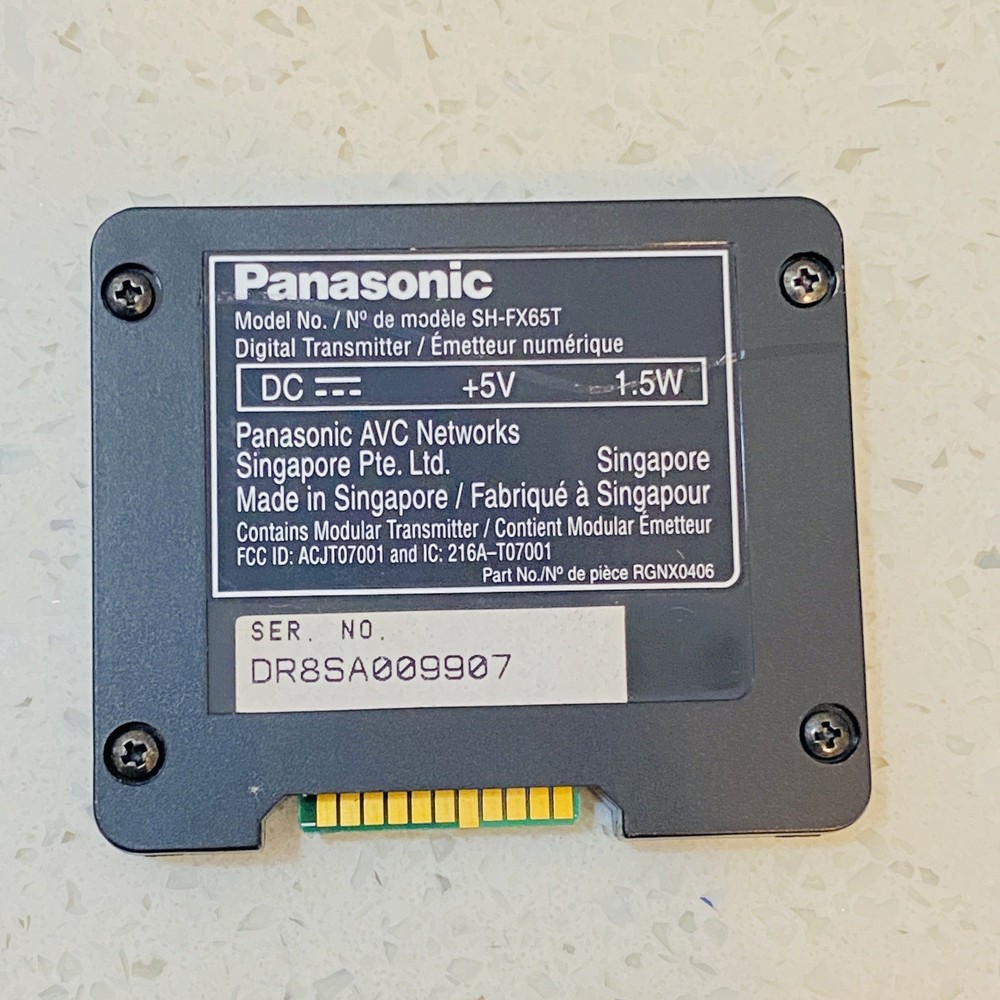 Panasonic
Model No. / Nº de modèle SH-FX65T
Digital Transmitter / Émetteur numérique
DC +5V 1.5W
Panasonic AVC Networks
Singapore Pte. Ltd. Singapore
Made in Singapore / Fabriqué à Singapour
Contains Modular Transmitter / Contient Modular Émetteur
FCC ID: ACJT07001 and IC: 216A–T07001
Part No./Nº de pièce RGNX0406
SER. NO.
DR8SA009907